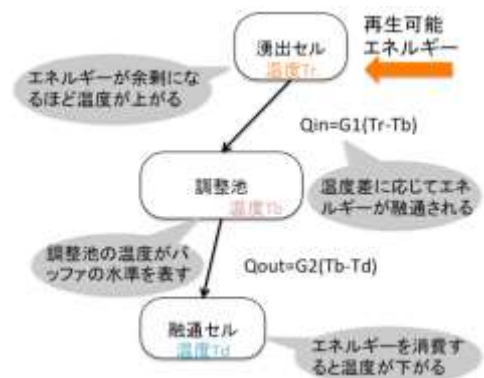 再生可能
エネルギー
湧出セル
温度Tr
エネルギーが余剰にな
るほど温度が上がる
Qin=G1(Tr-Tb)
調整池
温度Tb
温度差に応じてエネ
ルギーが融通される
調整池の温度がバ
ッファの水準を表す
Qout=G2(Tb-Td)
融通セル
温度Td
エネルギーを消費す
ると温度が下がる